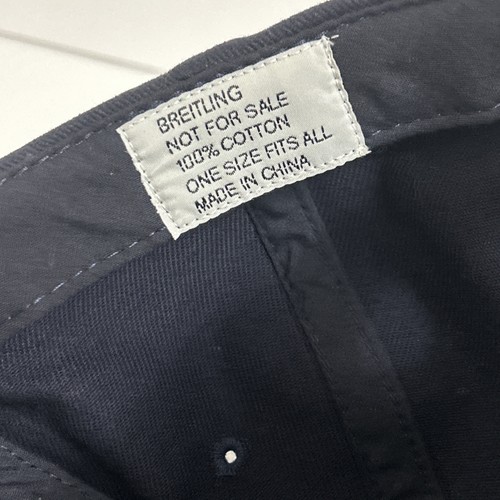 BREITLING
NOT FOR SALE
100% COTTON
ONE SIZE FITS ALL
MADE IN CHINA